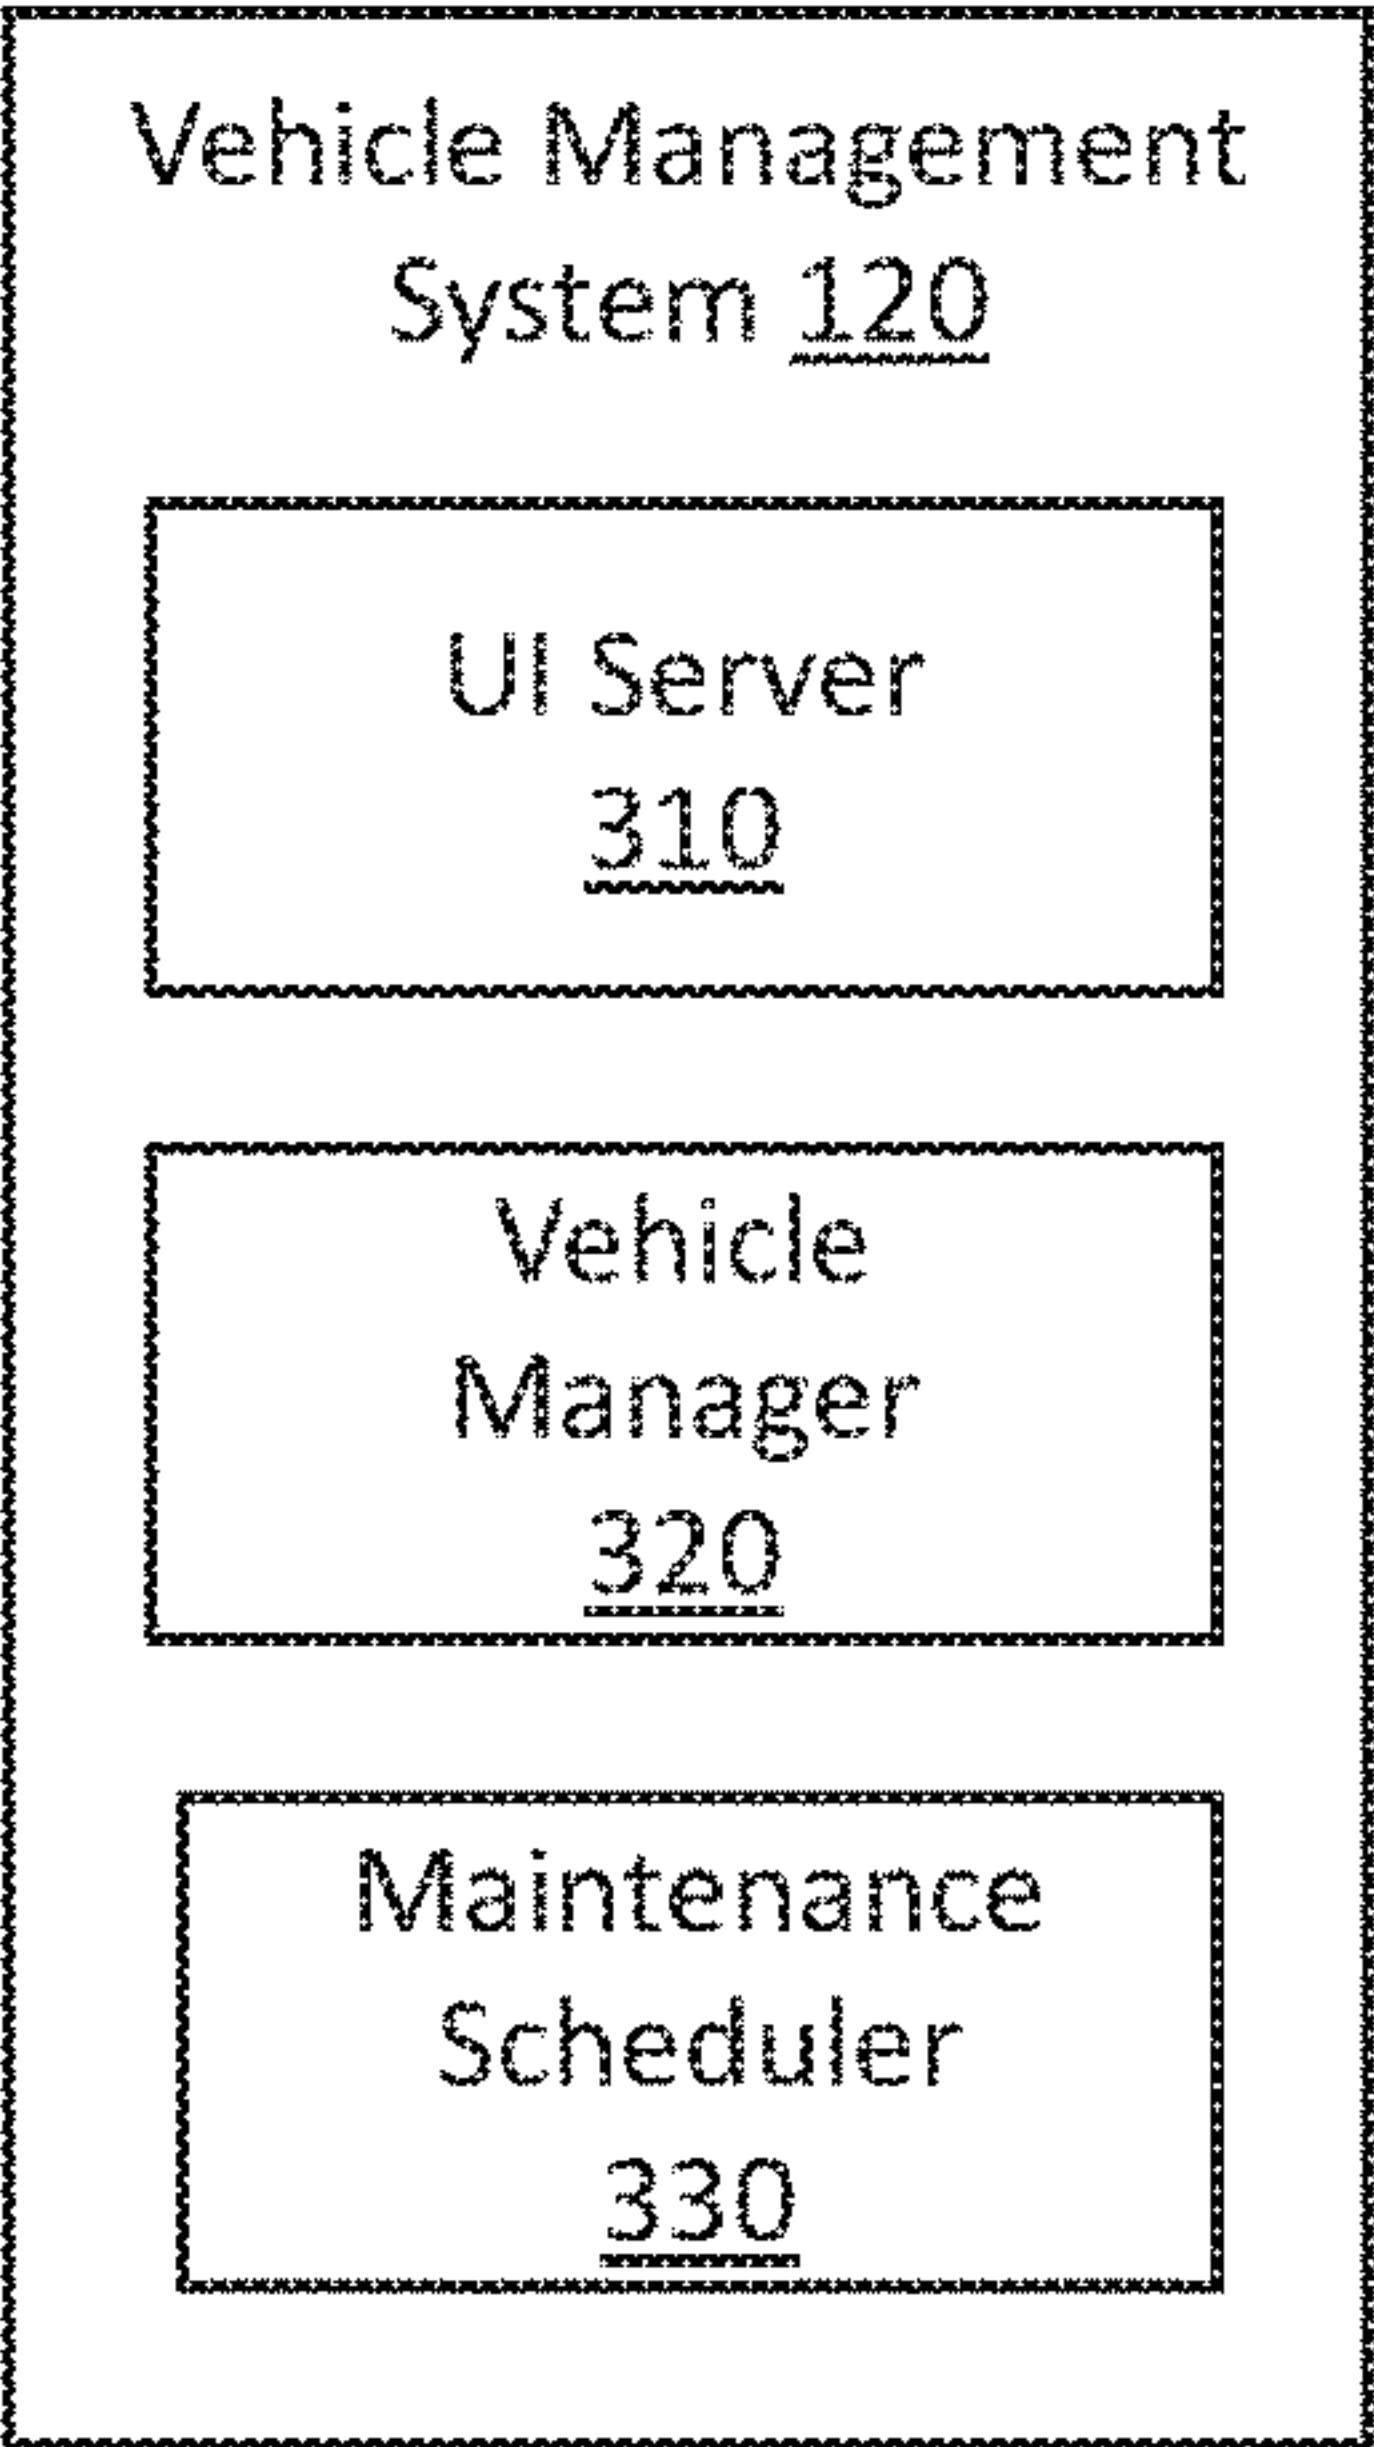 Vehicle Management
System 120
UI Server
310
Vehicle
Manager
320
Maintenance
Scheduler
330